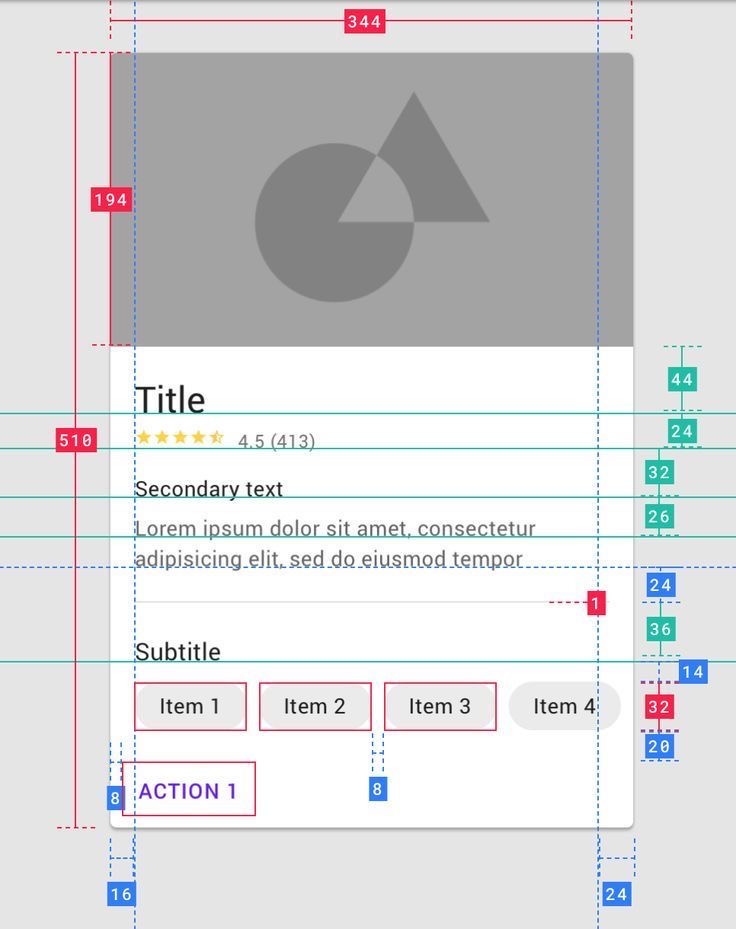 344
194
44
Title
24
510
4.5 (413)
32
Secondary text
26
Lorem ipsum dolor sit amet, consectetur
adipisicing elit, sed do eiusmod tempor
24
1
36
Subtitle
14
Item 1 Item 2 Item 3 Item 4
32
20
8 ACTION 1
8
16
24